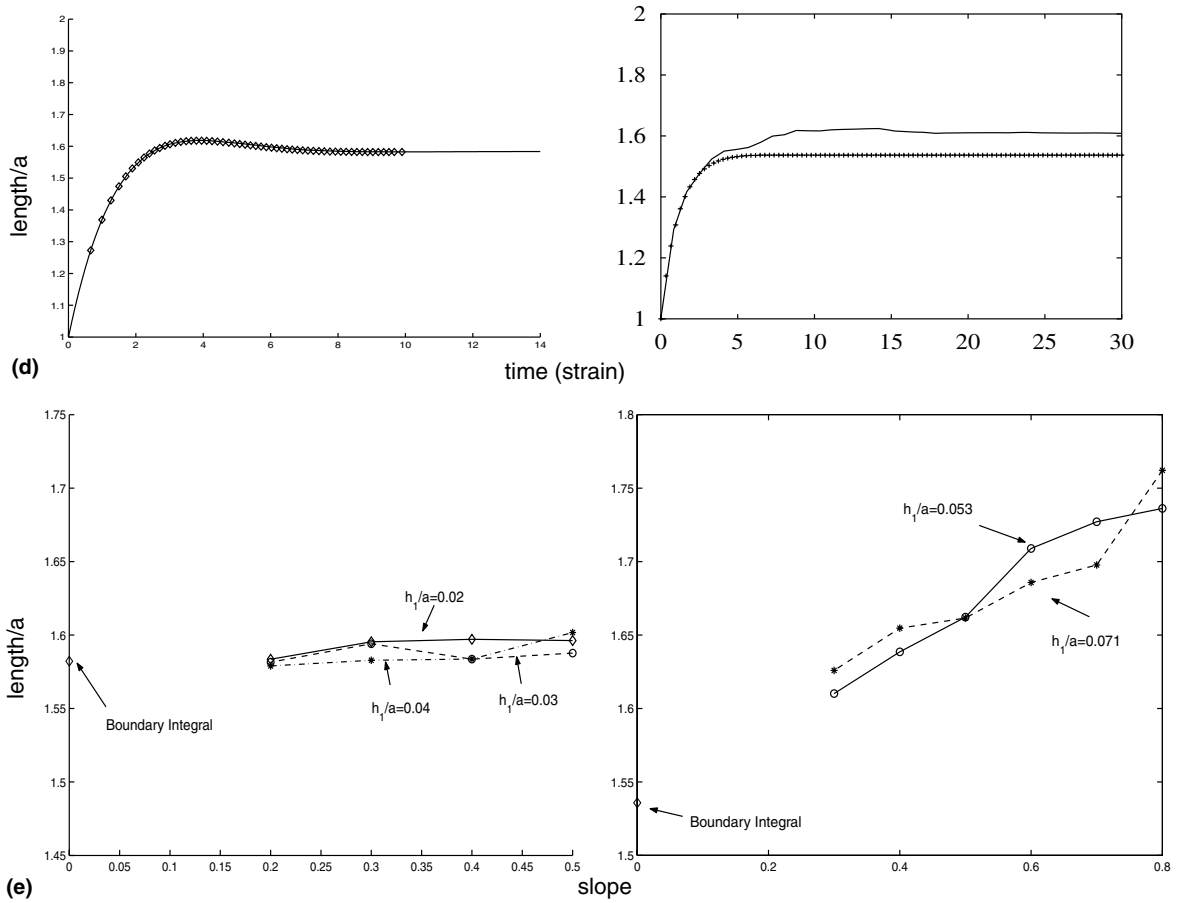 2
1.9
1.8
1.7
1.6
1.5
1.4
1.3
1.2
1.1
1
0 2 4 6 8 10 12 14
length/a
2
1.8
1.6
1.4
1.2
1
0 5 10 15 20 25 30
(d)
time (strain)
1.75
1.7
1.65
1.6
1.55
1.5
1.45
0 0.05 0.1 0.15 0.2 0.25 0.3 0.35 0.4 0.45 0.5
length/a
h1/a=0.02
h1/a=0.04
h1/a=0.03
Boundary Integral
1.8
1.75
1.7
1.65
1.6
1.55
1.5
0 0.2 0.4 0.6 0.8
h1/a=0.053
h1/a=0.071
Boundary Integral
(e)
slope